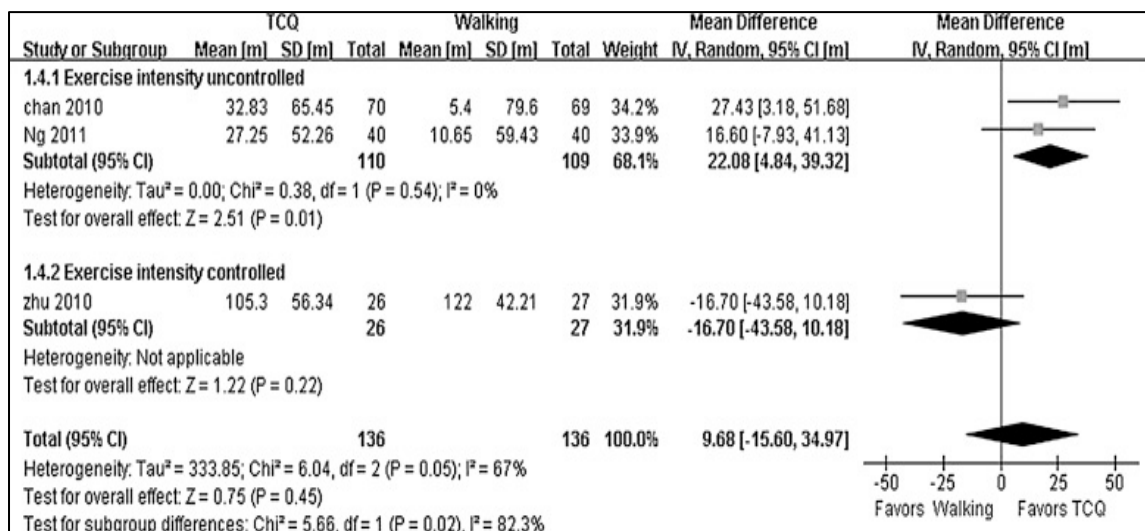 TCQ Walking Mean Difference Mean Difference
Study or Subgroup Mean [m] SD [m] Total Mean [m] SD [m] Total Weight IV, Random, 95% CI [m] IV, Random, 95% CI [m]
1.4.1 Exercise intensity uncontrolled
chan 2010 32.83 65.45 70 5.4 79.6 69 34.2% 27.43 [3.18, 51.68]
Ng 2011 27.25 52.26 40 10.65 59.43 40 33.9% 16.60 [-7.93, 41.13]
Subtotal (95% CI) 110 109 68.1% 22.08 [4.84, 39.32]
Heterogeneity: Tau² = 0.00; Chi² = 0.38, df = 1 (P = 0.54); I² = 0%
Test for overall effect: Z = 2.51 (P = 0.01)
1.4.2 Exercise intensity controlled
zhu 2010 105.3 56.34 26 122 42.21 27 31.9% -16.70 [-43.58, 10.18]
Subtotal (95% CI) 26 27 31.9% -16.70 [-43.58, 10.18]
Heterogeneity: Not applicable
Test for overall effect: Z = 1.22 (P = 0.22)
Total (95% CI) 136 136 100.0% 9.68 [-15.60, 34.97]
Heterogeneity: Tau² = 333.85; Chi² = 6.04, df = 2 (P = 0.05); I² = 67%
Test for overall effect: Z = 0.75 (P = 0.45)
Test for subgroup differences: Chi² = 5.66, df = 1 (P = 0.02), I² = 82.3%
-50 -25 0 25 50
Favors Walking Favors TCQ